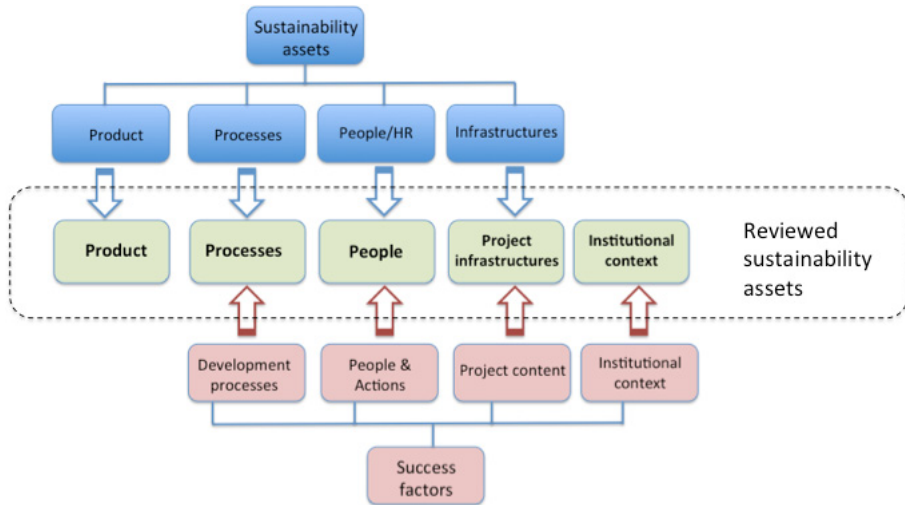 Sustainability
assets
Product
Processes
People/HR
Infrastructures
Product
Processes
People
Project
infrastructures
Institutional
context
Reviewed
sustainability
assets
Development
processes
People &
Actions
Project content
Institutional
context
Success
factors